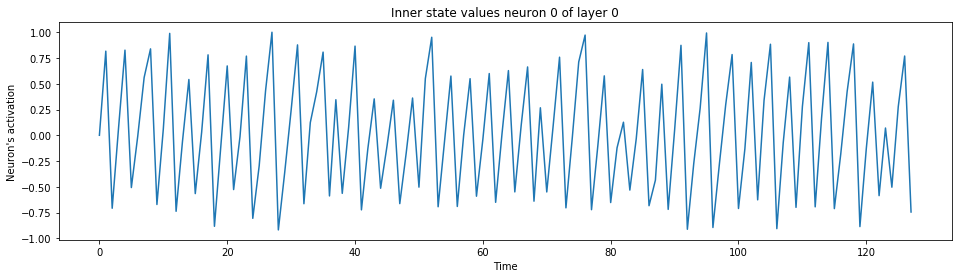 Inner state values neuron 0 of layer 0
Neuron's activation
1.00
0.75
0.50
0.25
0.00
−0.25
−0.50
−0.75
−1.00
0 20 40 60 80 100 120
Time